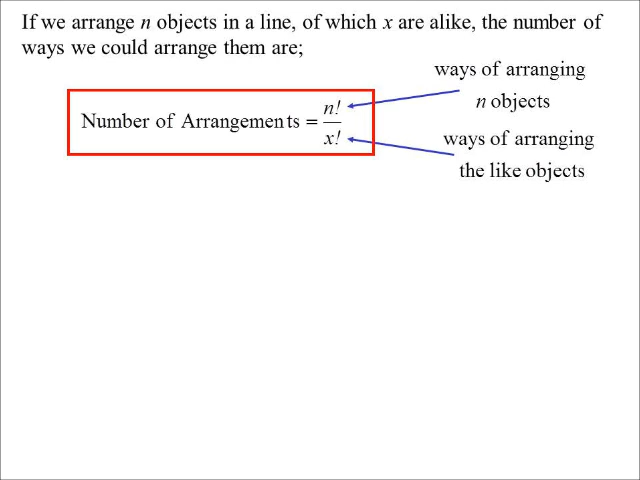 If we arrange n objects in a line, of which x are alike, the number of
ways we could arrange them are;
ways of arranging
n objects
Number of Arrangements = n!/x!
ways of arranging
the like objects